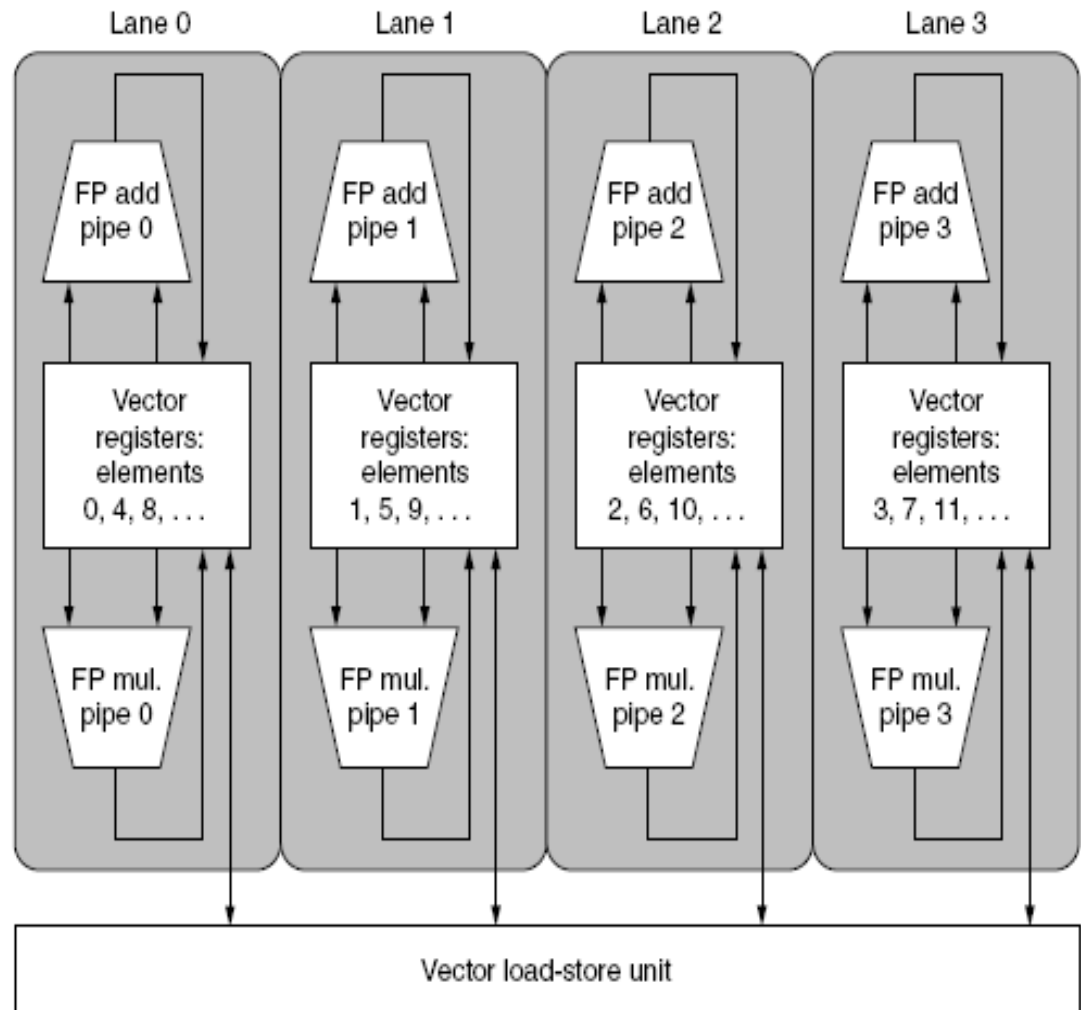 Lane 0
Lane 1
Lane 2
Lane 3
FP add
pipe 0
FP add
pipe 1
FP add
pipe 2
FP add
pipe 3
Vector
registers:
elements
0, 4, 8, . . .
Vector
registers:
elements
1, 5, 9, . . .
Vector
registers:
elements
2, 6, 10, . . .
Vector
registers:
elements
3, 7, 11, . . .
FP mul.
pipe 0
FP mul.
pipe 1
FP mul.
pipe 2
FP mul.
pipe 3
Vector load-store unit